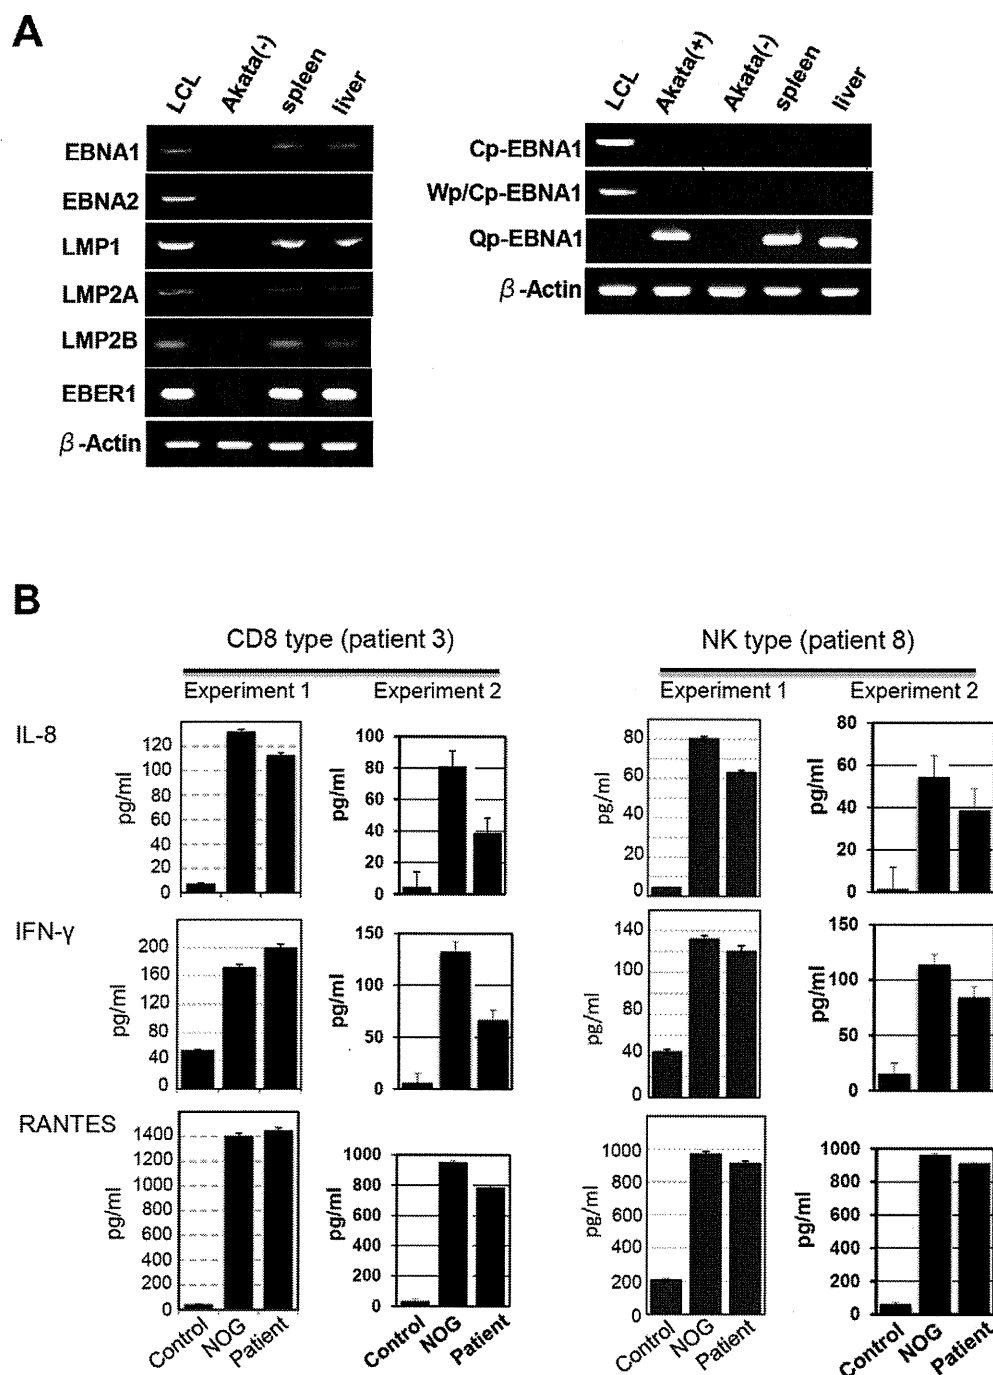 A
LCL Akata(-) spleen liver
EBNA1
EBNA2
LMP1
LMP2A
LMP2B
EBER1
β-Actin
LCL Akata(+) Akata(-) spleen liver
Cp-EBNA1
Wp/Cp-EBNA1
Qp-EBNA1
β-Actin
B
CD8 type (patient 3)
NK type (patient 8)
Experiment 1 Experiment 2
Experiment 1 Experiment 2
IL-8
pg/ml
120
100
80
60
40
20
0
pg/ml
100
80
60
40
20
0
pg/ml
80
60
40
20
0
pg/ml
80
60
40
20
0
IFN-γ
pg/ml
200
160
120
80
40
0
pg/ml
150
100
50
0
pg/ml
140
100
40
0
pg/ml
150
100
50
0
RANTES
pg/ml
1400
1200
1000
800
600
400
200
0
pg/ml
1000
800
600
400
200
0
pg/ml
1000
800
600
400
200
0
pg/ml
1000
800
600
400
200
0
Control NOG Patient
Control NOG Patient
Control NOG Patient
Control NOG Patient